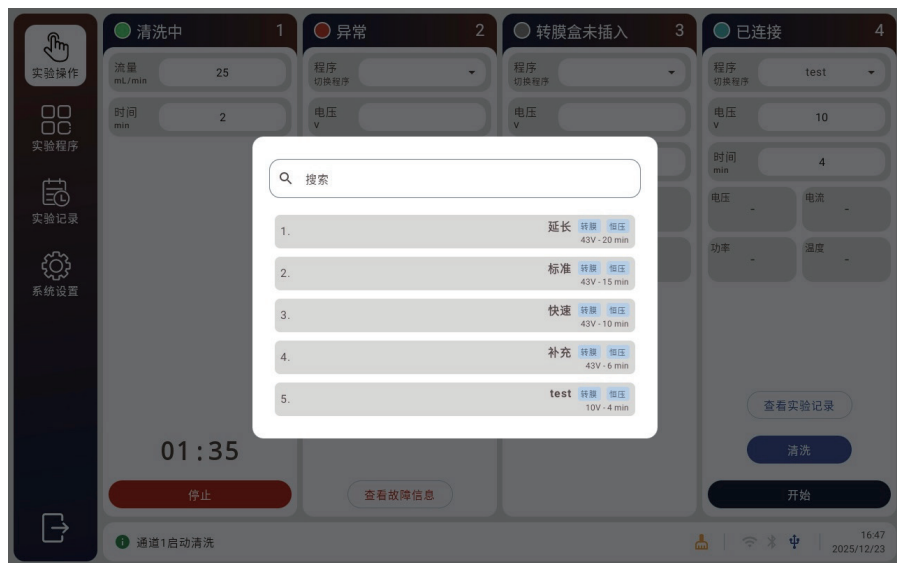 实验操作
实验程序
实验记录
系统设置
清洗中 1
流量 mL/min 25
时间 min 2
01:35
停止
异常 2
程序 切换程序
电压 V
查看故障信息
转膜盒未插入 3
程序 切换程序
电压 V
已连接 4
程序 切换程序 test
电压 V 10
时间 min 4
电压 - 电流 -
功率 - 温度 -
查看实验记录
清洗
开始
搜索
1. 延长 转膜 恒压
43V - 20 min
2. 标准 转膜 恒压
43V - 15 min
3. 快速 转膜 恒压
43V - 10 min
4. 补充 转膜 恒压
43V - 6 min
5. test 转膜 恒压
10V - 4 min
通道1启动清洗
16:47
2025/12/23